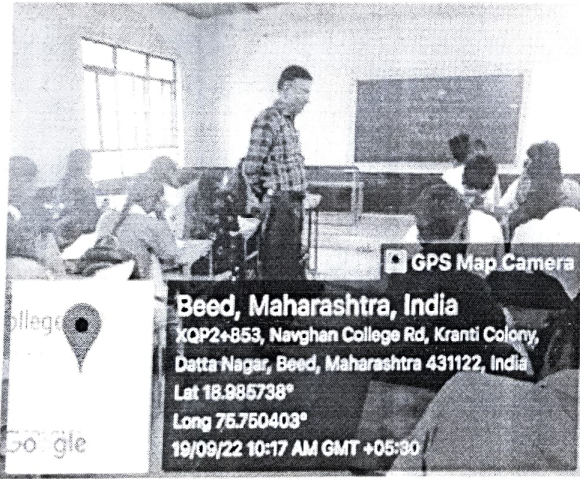 GPS Map Camera
Beed, Maharashtra, India
XQP2+853, Navghan College Rd, Kranti Colony,
Datta Nagar, Beed, Maharashtra 431122, India
Lat 18.985738°
Long 75.750403°
19/09/22 10:17 AM GMT +05:30
ollege
Google